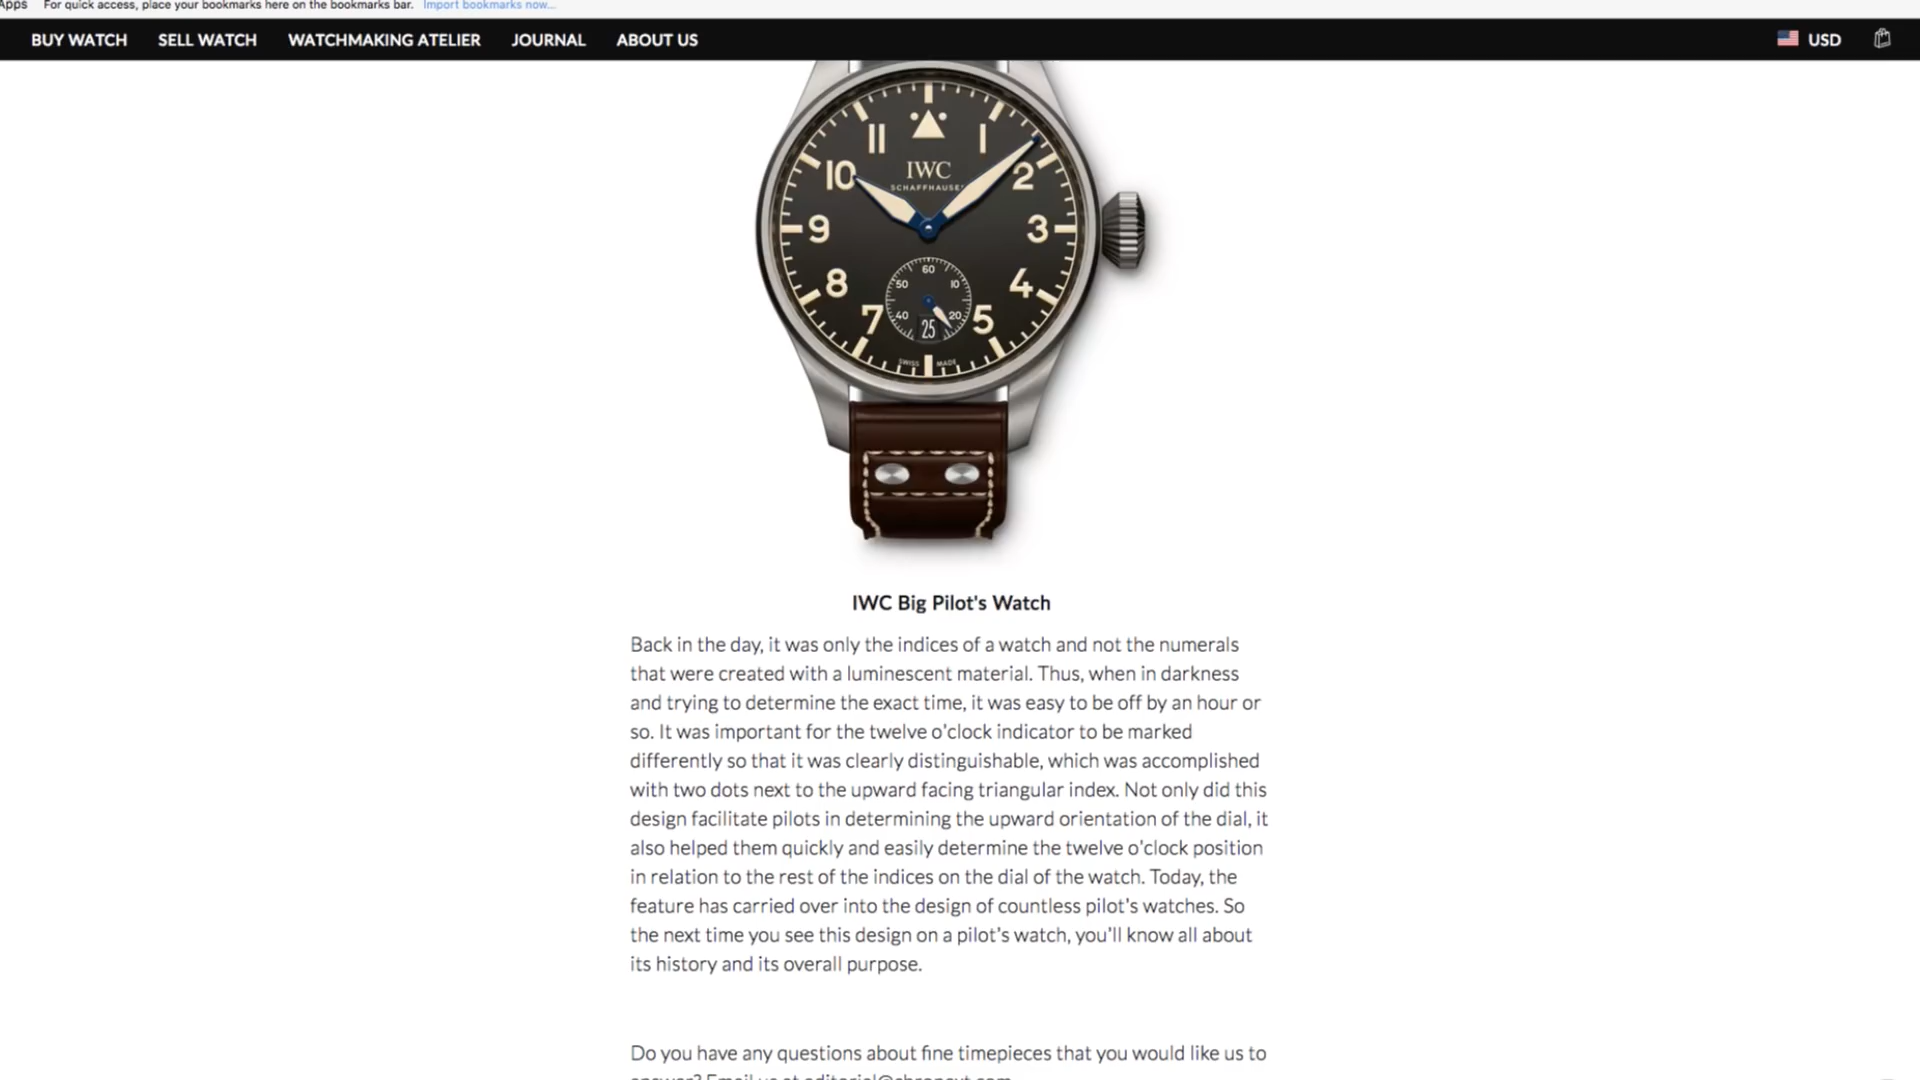 Apps For quick access, place your bookmarks here on the bookmarks bar. Import bookmarks now...
BUY WATCH SELL WATCH WATCHMAKING ATELIER JOURNAL ABOUT US USD
11 1
10 IWC 2
SCHAFFHAUSEN
9 3
60
8 50 10 4
7 40 20 5
25
SWISS MADE
IWC Big Pilot's Watch
Back in the day, it was only the indices of a watch and not the numerals
that were created with a luminescent material. Thus, when in darkness
and trying to determine the exact time, it was easy to be off by an hour or
so. It was important for the twelve o'clock indicator to be marked
differently so that it was clearly distinguishable, which was accomplished
with two dots next to the upward facing triangular index. Not only did this
design facilitate pilots in determining the upward orientation of the dial, it
also helped them quickly and easily determine the twelve o'clock position
in relation to the rest of the indices on the dial of the watch. Today, the
feature has carried over into the design of countless pilot's watches. So
the next time you see this design on a pilot's watch, you'll know all about
its history and its overall purpose.
Do you have any questions about fine timepieces that you would like us to
answer? Email us at